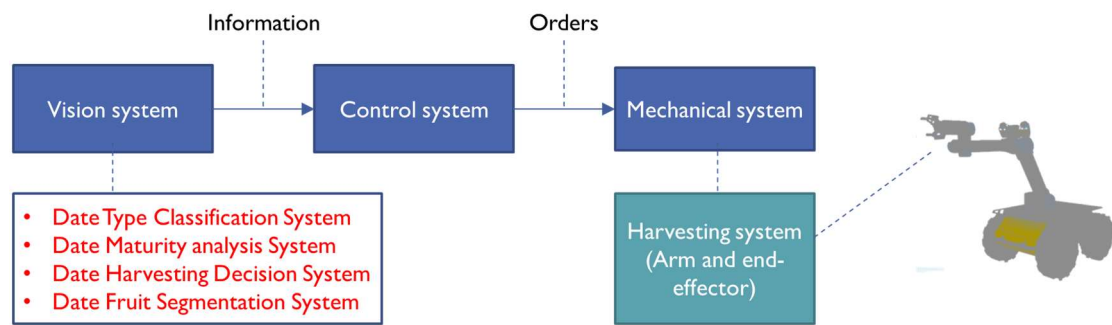 Information
Orders
Vision system
Control system
Mechanical system
• Date Type Classification System
• Date Maturity analysis System
• Date Harvesting Decision System
• Date Fruit Segmentation System
Harvesting system
(Arm and end-
effector)